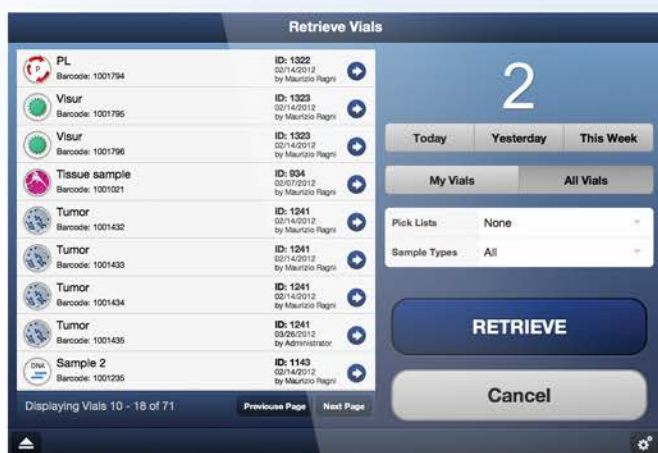 Retrieve Vials
PL
Barcode: 1001794
ID: 1322
02/14/2012
by Maurizio Ragni
Visur
Barcode: 1001795
ID: 1323
02/14/2012
by Maurizio Ragni
Visur
Barcode: 1001796
ID: 1323
02/14/2012
by Maurizio Ragni
Tissue sample
Barcode: 1001021
ID: 934
02/07/2012
by Maurizio Ragni
Tumor
Barcode: 1001432
ID: 1241
02/14/2012
by Maurizio Ragni
Tumor
Barcode: 1001433
ID: 1241
02/14/2012
by Maurizio Ragni
Tumor
Barcode: 1001434
ID: 1241
02/14/2012
by Maurizio Ragni
Tumor
Barcode: 1001435
ID: 1241
03/26/2012
by Administrator
DNA
Sample 2
Barcode: 1001235
ID: 1143
02/14/2012
by Maurizio Ragni
Displaying Vials 10 - 18 of 71
Previouse Page
Next Page
2
Today
Yesterday
This Week
My Vials
All Vials
Pick Lists
None
Sample Types
All
RETRIEVE
Cancel